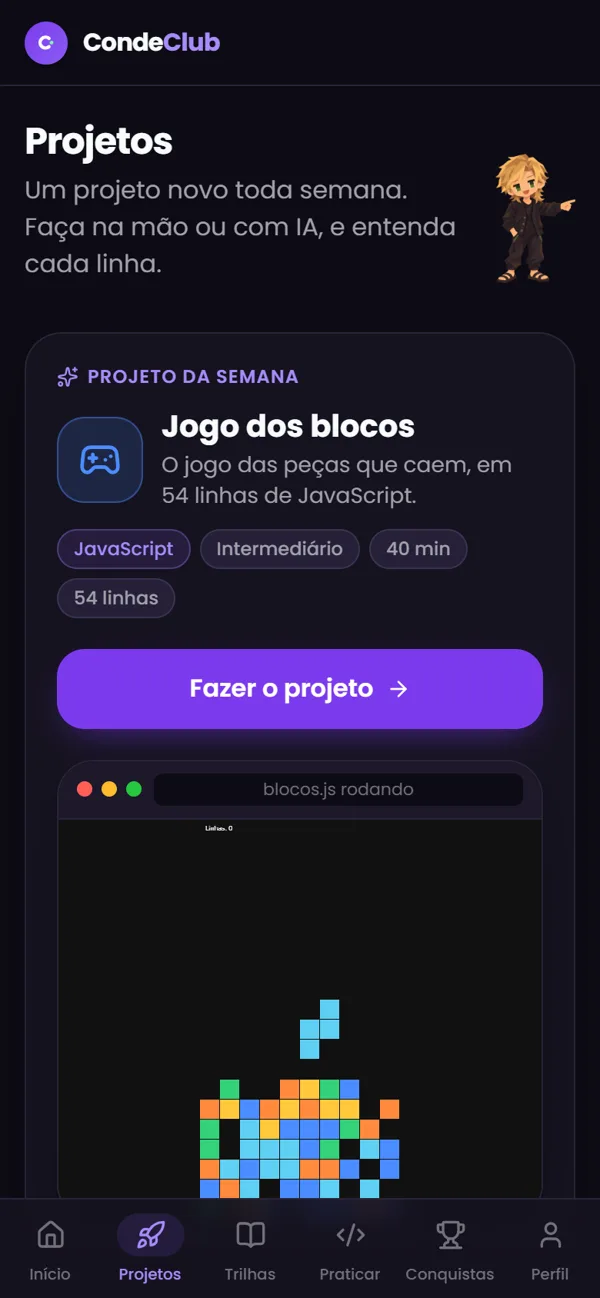 CondeClub
Projetos
Um projeto novo toda semana.
Faça na mão ou com IA, e entenda
cada linha.
PROJETO DA SEMANA
Jogo dos blocos
O jogo das peças que caem, em
54 linhas de JavaScript.
JavaScript
Intermediário
40 min
54 linhas
Fazer o projeto →
blocos.js rodando
Linhas: 0
Início
Projetos
Trilhas
Praticar
Conquistas
Perfil